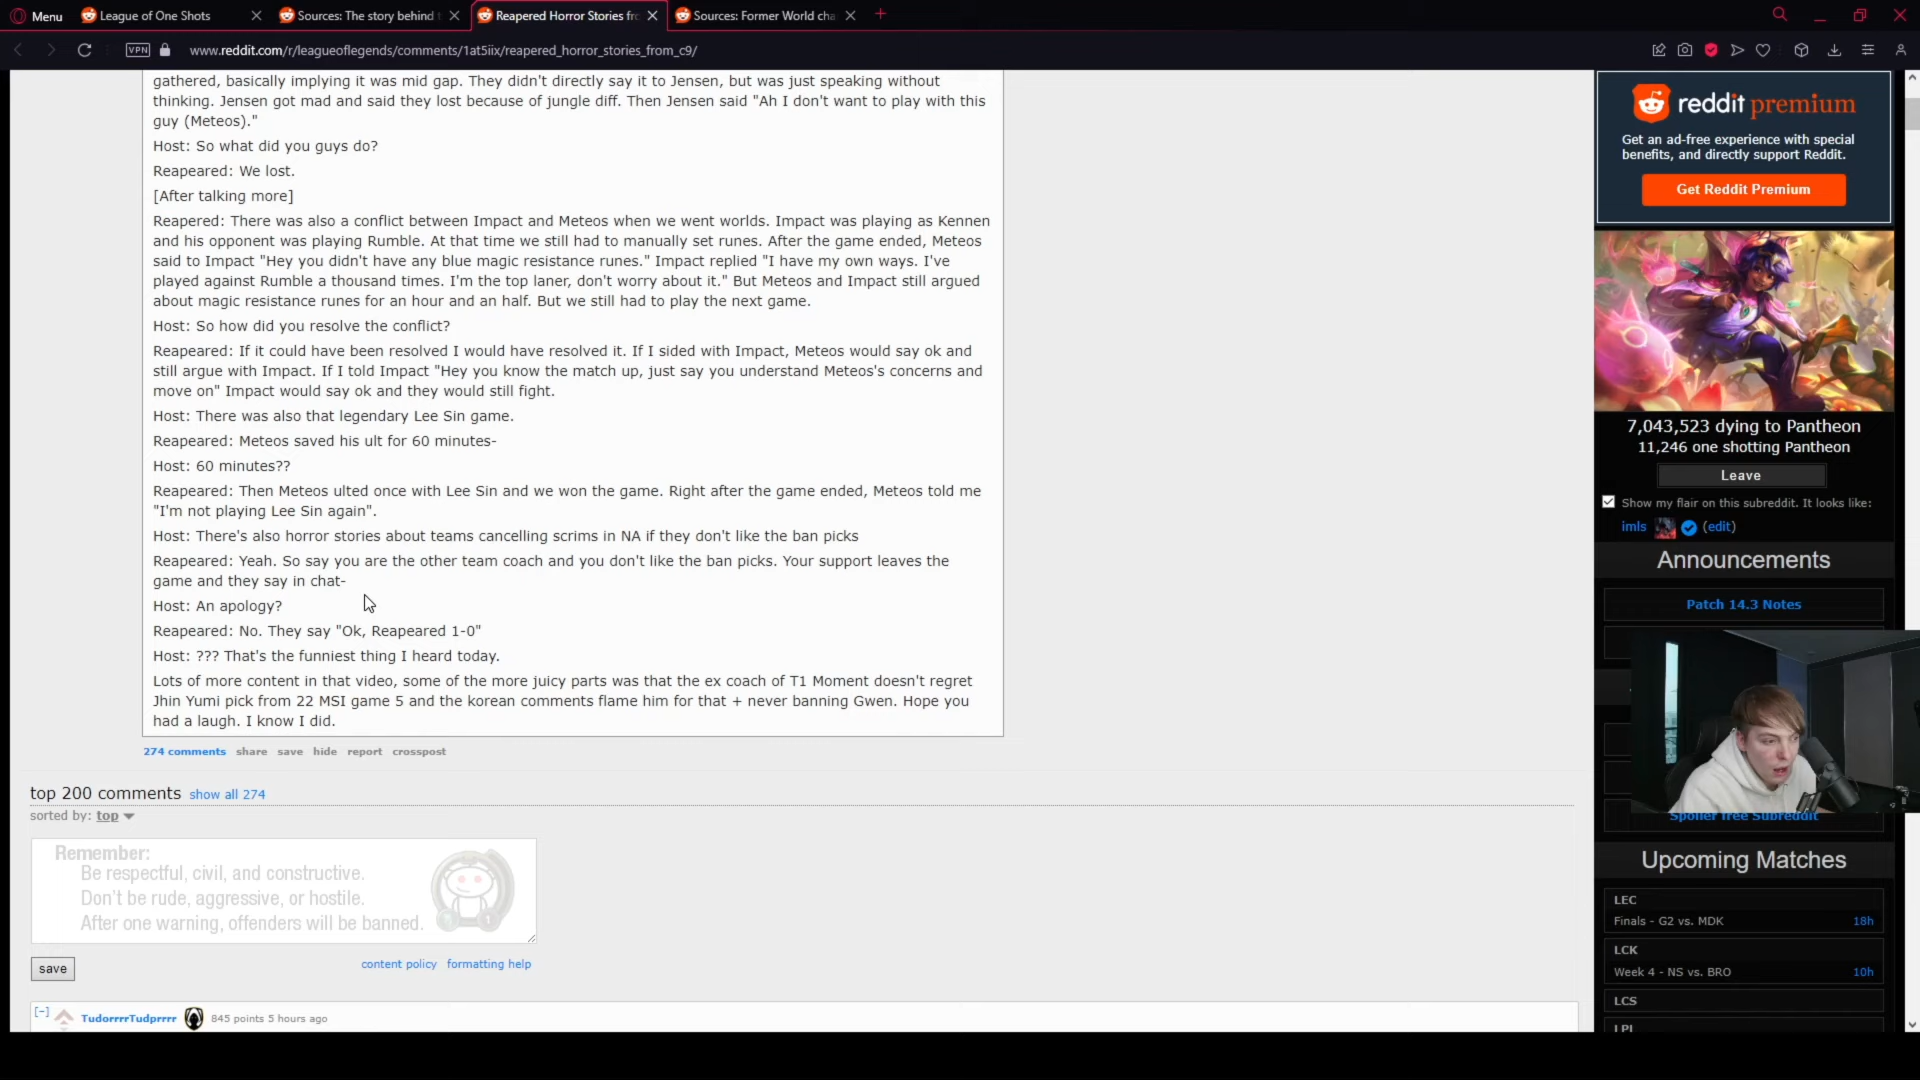 Menu
League of One Shots
Sources: The story behind
Reapered Horror Stories fro
Sources: Former World cha
VPN
www.reddit.com/r/leagueoflegends/comments/1at5iix/reapered_horror_stories_from_c9/
gathered, basically implying it was mid gap. They didn't directly say it to Jensen, but was just speaking without
thinking. Jensen got mad and said they lost because of jungle diff. Then Jensen said "Ah I don't want to play with this
guy (Meteos)."
Host: So what did you guys do?
Reapeared: We lost.
[After talking more]
Reapered: There was also a conflict between Impact and Meteos when we went worlds. Impact was playing as Kennen
and his opponent was playing Rumble. At that time we still had to manually set runes. After the game ended, Meteos
said to Impact "Hey you didn't have any blue magic resistance runes." Impact replied "I have my own ways. I've
played against Rumble a thousand times. I'm the top laner, don't worry about it." But Meteos and Impact still argued
about magic resistance runes for an hour and an half. But we still had to play the next game.
Host: So how did you resolve the conflict?
Reapeared: If it could have been resolved I would have resolved it. If I sided with Impact, Meteos would say ok and
still argue with Impact. If I told Impact "Hey you know the match up, just say you understand Meteos's concerns and
move on" Impact would say ok and they would still fight.
Host: There was also that legendary Lee Sin game.
Reapeared: Meteos saved his ult for 60 minutes-
Host: 60 minutes??
Reapeared: Then Meteos ulted once with Lee Sin and we won the game. Right after the game ended, Meteos told me
"I'm not playing Lee Sin again".
Host: There's also horror stories about teams cancelling scrims in NA if they don't like the ban picks
Reapeared: Yeah. So say you are the other team coach and you don't like the ban picks. Your support leaves the
game and they say in chat-
Host: An apology?
Reapeared: No. They say "Ok, Reapeared 1-0"
Host: ??? That's the funniest thing I heard today.
Lots of more content in that video, some of the more juicy parts was that the ex coach of T1 Moment doesn't regret
Jhin Yumi pick from 22 MSI game 5 and the korean comments flame him for that + never banning Gwen. Hope you
had a laugh. I know I did.
274 comments share save hide report crosspost
top 200 comments show all 274
sorted by: top
Remember:
Be respectful, civil, and constructive.
Don't be rude, aggressive, or hostile.
After one warning, offenders will be banned.
save
content policy formatting help
[-]
TudorrrrTudprrrr 845 points 5 hours ago
reddit premium
Get an ad-free experience with special
benefits, and directly support Reddit.
Get Reddit Premium
7,043,523 dying to Pantheon
11,246 one shotting Pantheon
Leave
Show my flair on this subreddit. It looks like:
imls (edit)
Announcements
Patch 14.3 Notes
Spoiler free Subreddit
Upcoming Matches
LEC
Finals - G2 vs. MDK 18h
LCK
Week 4 - NS vs. BRO 10h
LCS
LPL